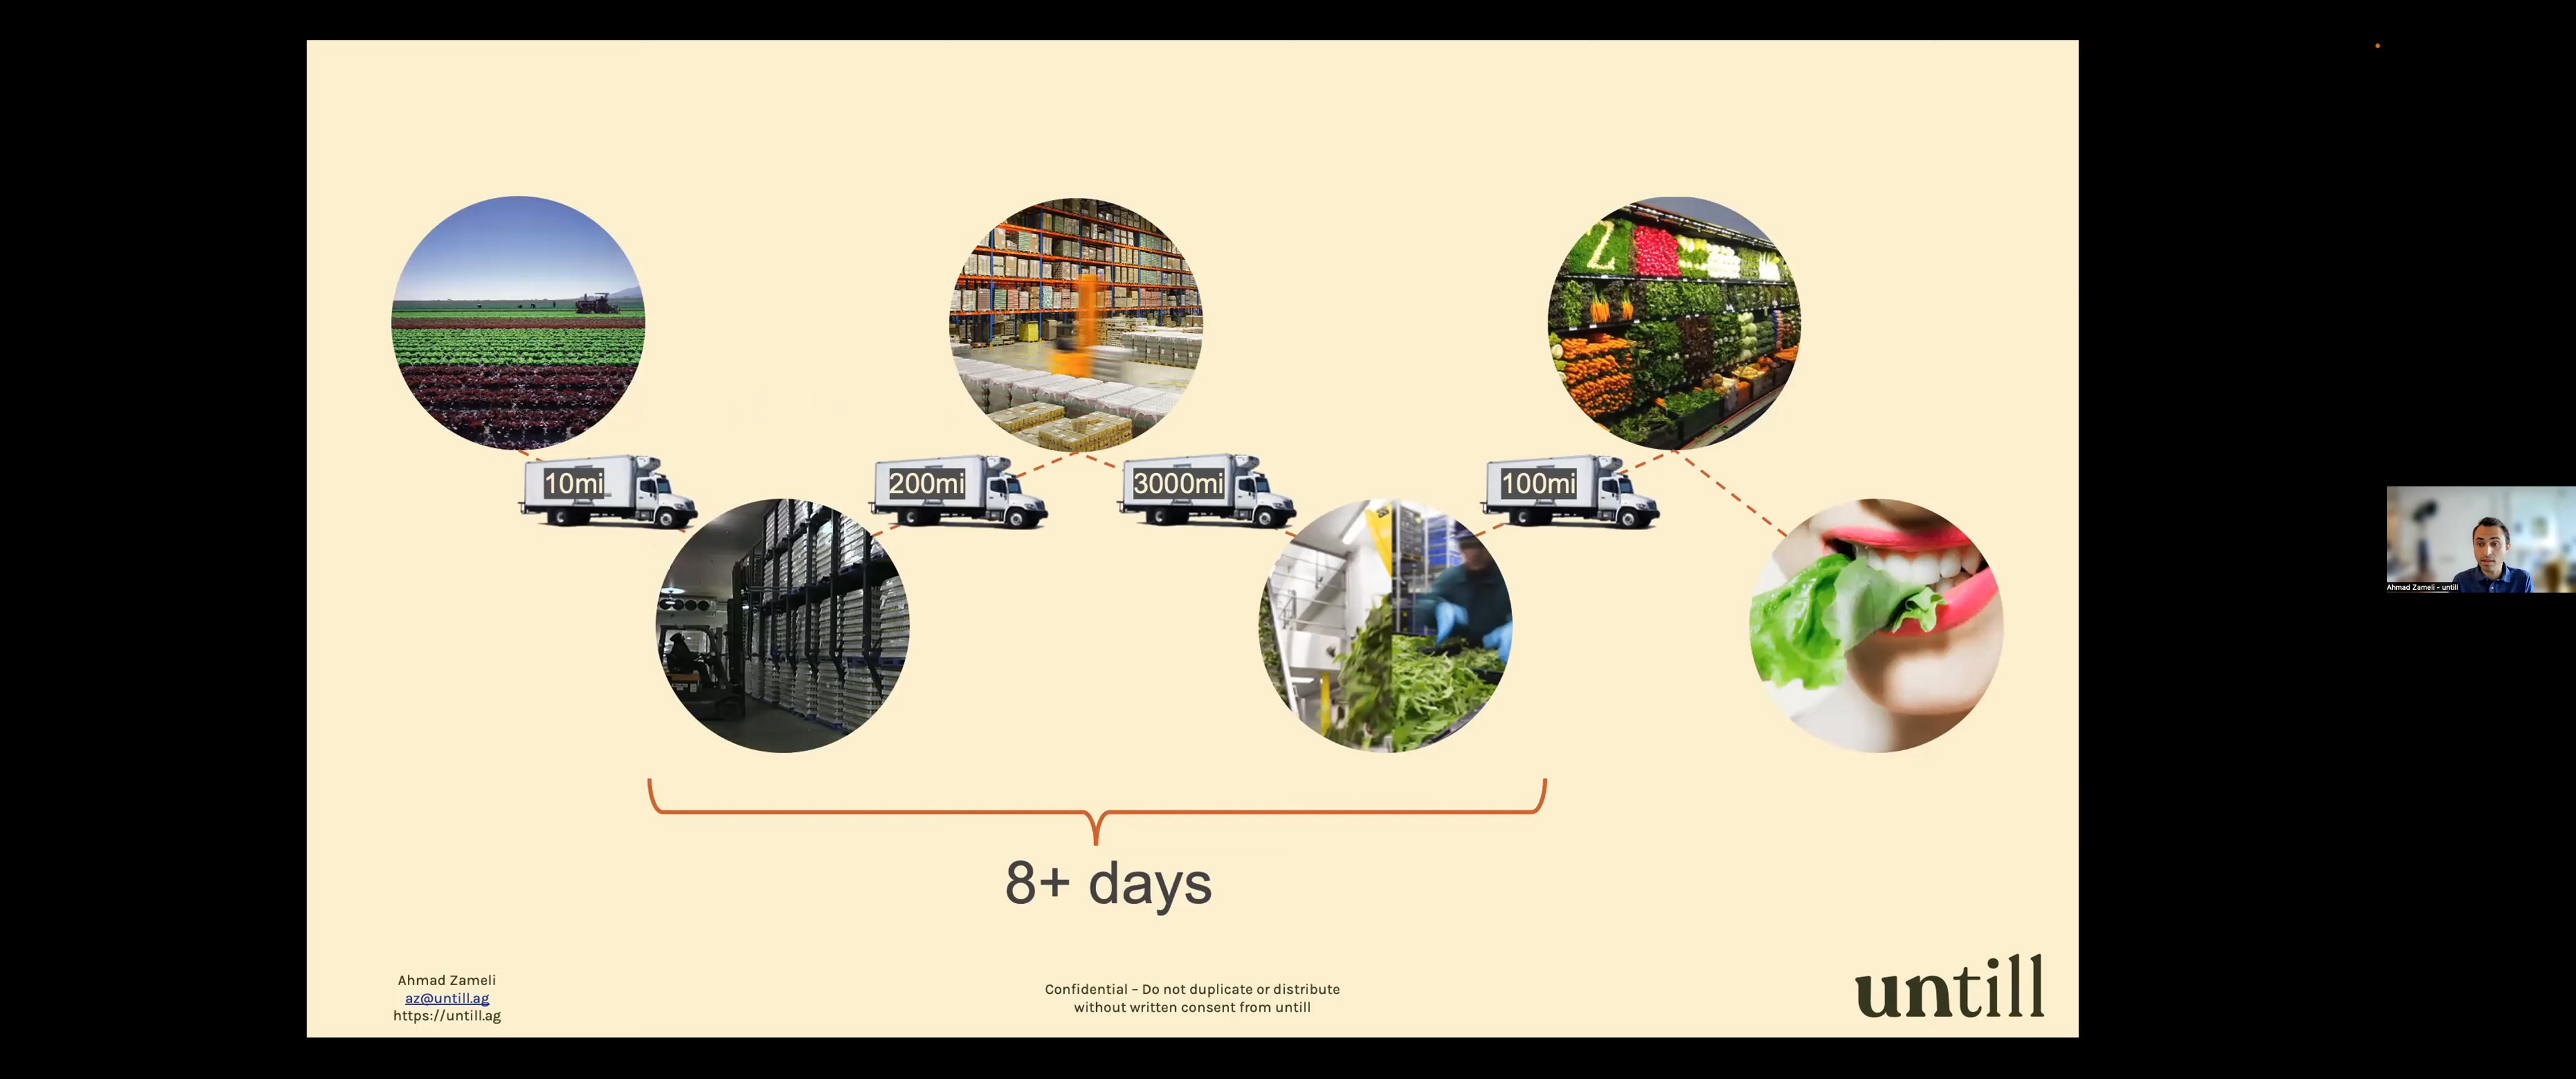 10mi
200mi
3000mi
100mi
8+ days
Ahmad Zameli
az@untill.ag
https://untill.ag
Confidential – Do not duplicate or distribute
without written consent from untill
untill
Ahmad Zameli - untill